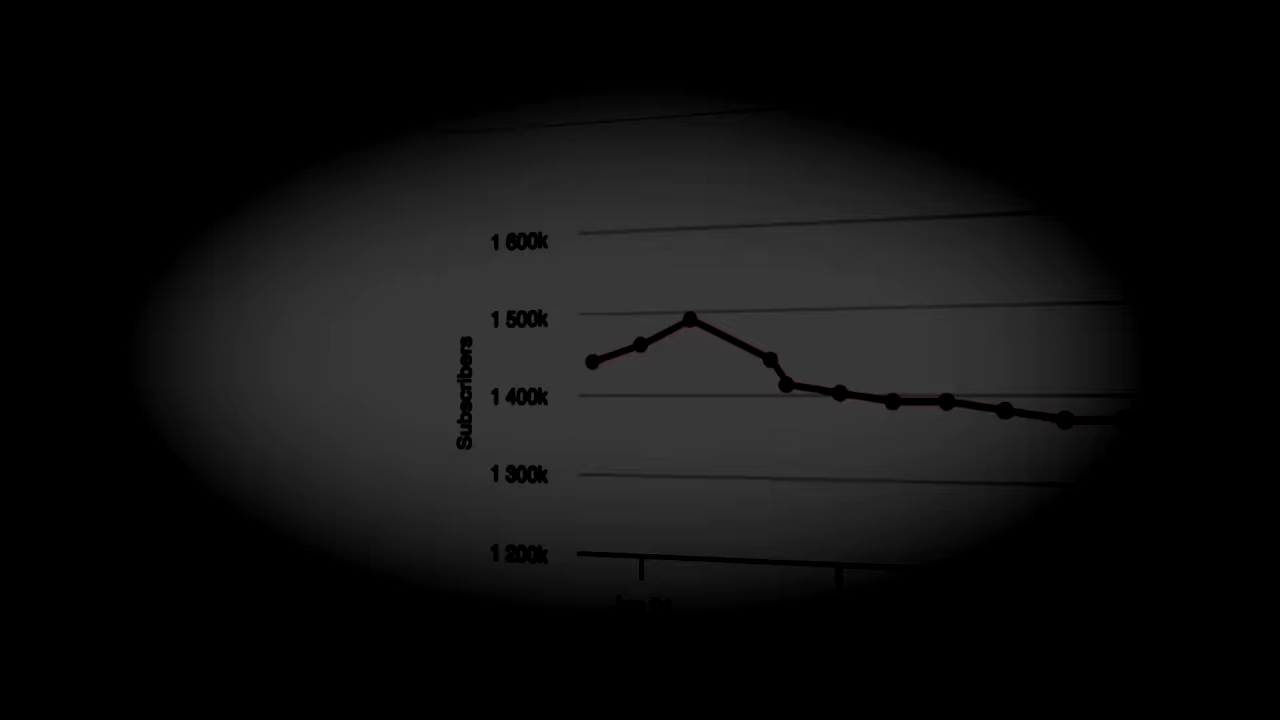 1 600k
1 500k
Subscribers
1 400k
1 300k
1 200k